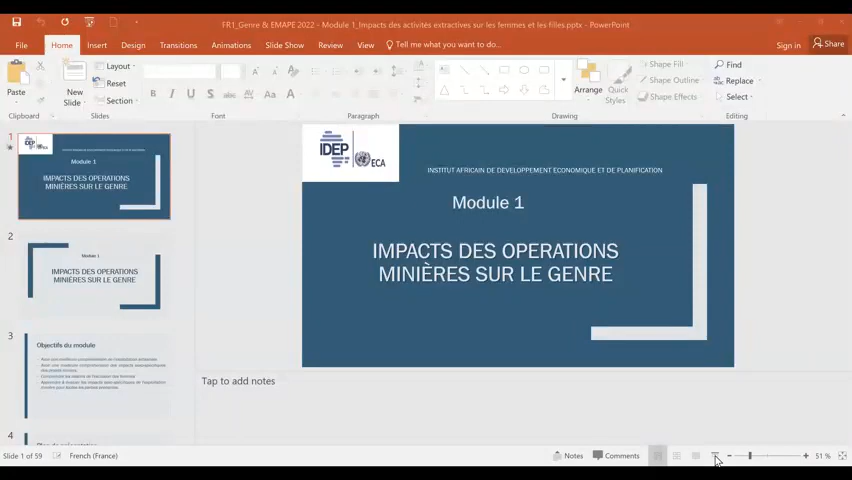 FR1_Genre & EMAPE 2022 - Module 1_Impacts des activités extractives sur les femmes et les filles.pptx - PowerPoint
File Home Insert Design Transitions Animations Slide Show Review View Tell me what you want to do... Sign in Share
Paste
New Slide
Layout
Reset
Section
B I U S abc Aa A
Arrange
Quick Styles
Shape Fill
Shape Outline
Shape Effects
Find
Replace
Select
Clipboard Slides Font Paragraph Drawing Editing
1
IDEP
Module 1
IMPACTS DES OPERATIONS
MINIÈRES SUR LE GENRE
2
Module 1
IMPACTS DES OPERATIONS
MINIÈRES SUR LE GENRE
3
Objectifs du module
4
IDEP ECA
INSTITUT AFRICAIN DE DEVELOPPEMENT ECONOMIQUE ET DE PLANIFICATION
Module 1
IMPACTS DES OPERATIONS
MINIÈRES SUR LE GENRE
Tap to add notes
Slide 1 of 59 French (France) Notes Comments 51 %